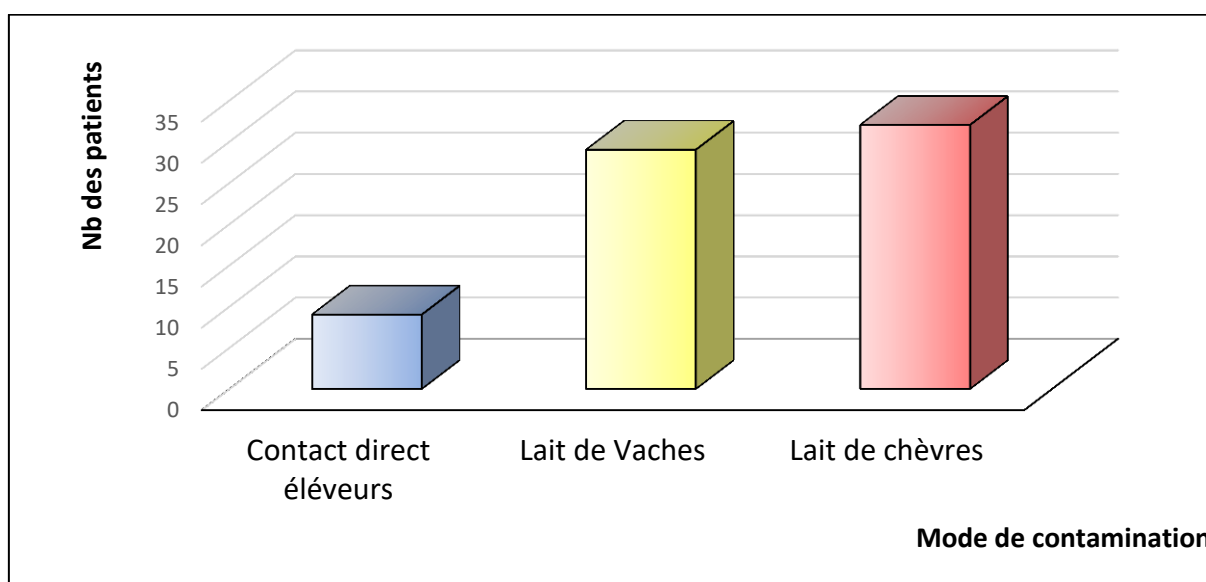 Nb des patients
35
30
25
20
15
10
5
0
Contact direct
éléveurs
Lait de Vaches
Lait de chèvres
Mode de contamination